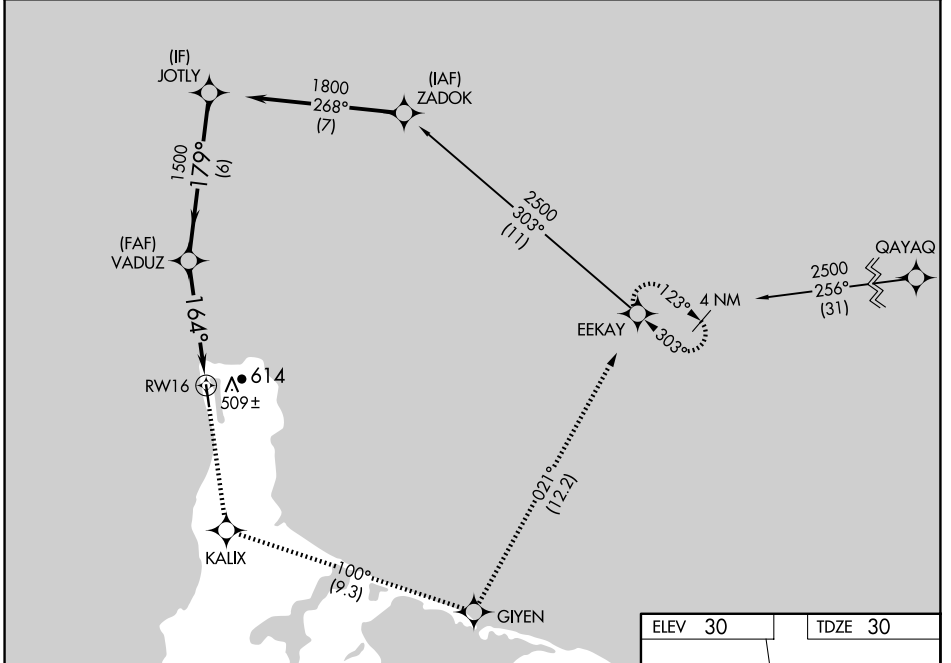 (IF)
JOTLY
1800
268°
(7)
(IAF)
ZADOK
1500
179°
(6)
2500
303°
(11)
(FAF)
VADUZ
QAYAQ
2500
256°
(31)
123°
4 NM
303°
EEKAY
164°
RW16
614
509±
021°
(12.2)
KALIX
100°
(9.3)
GIYEN
ELEV 30
TDZE 30